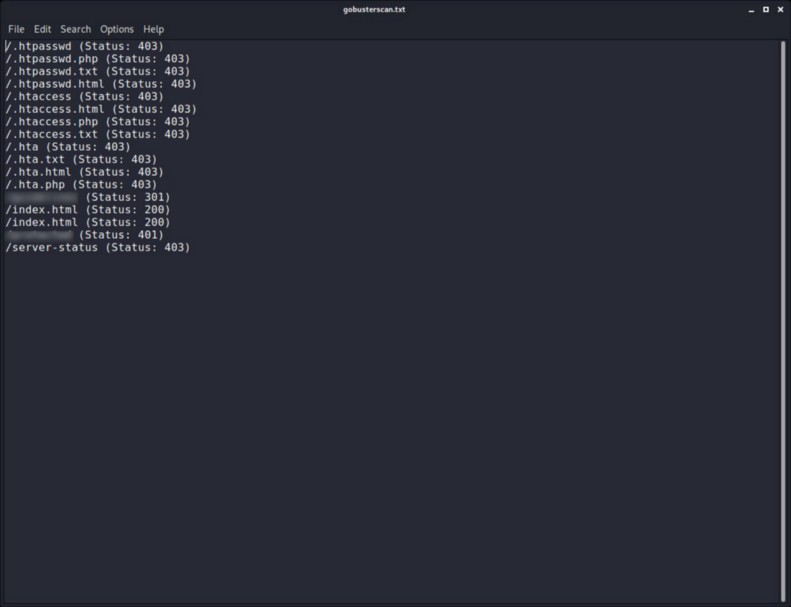 gobusterscan.txt
File Edit Search Options Help
/.htpasswd (Status: 403)
/.htpasswd.php (Status: 403)
/.htpasswd.txt (Status: 403)
/.htpasswd.html (Status: 403)
/.htaccess (Status: 403)
/.htaccess.html (Status: 403)
/.htaccess.php (Status: 403)
/.htaccess.txt (Status: 403)
/.hta (Status: 403)
/.hta.txt (Status: 403)
/.hta.html (Status: 403)
/.hta.php (Status: 403)
(Status: 301)
/index.html (Status: 200)
/index.html (Status: 200)
(Status: 401)
/server-status (Status: 403)